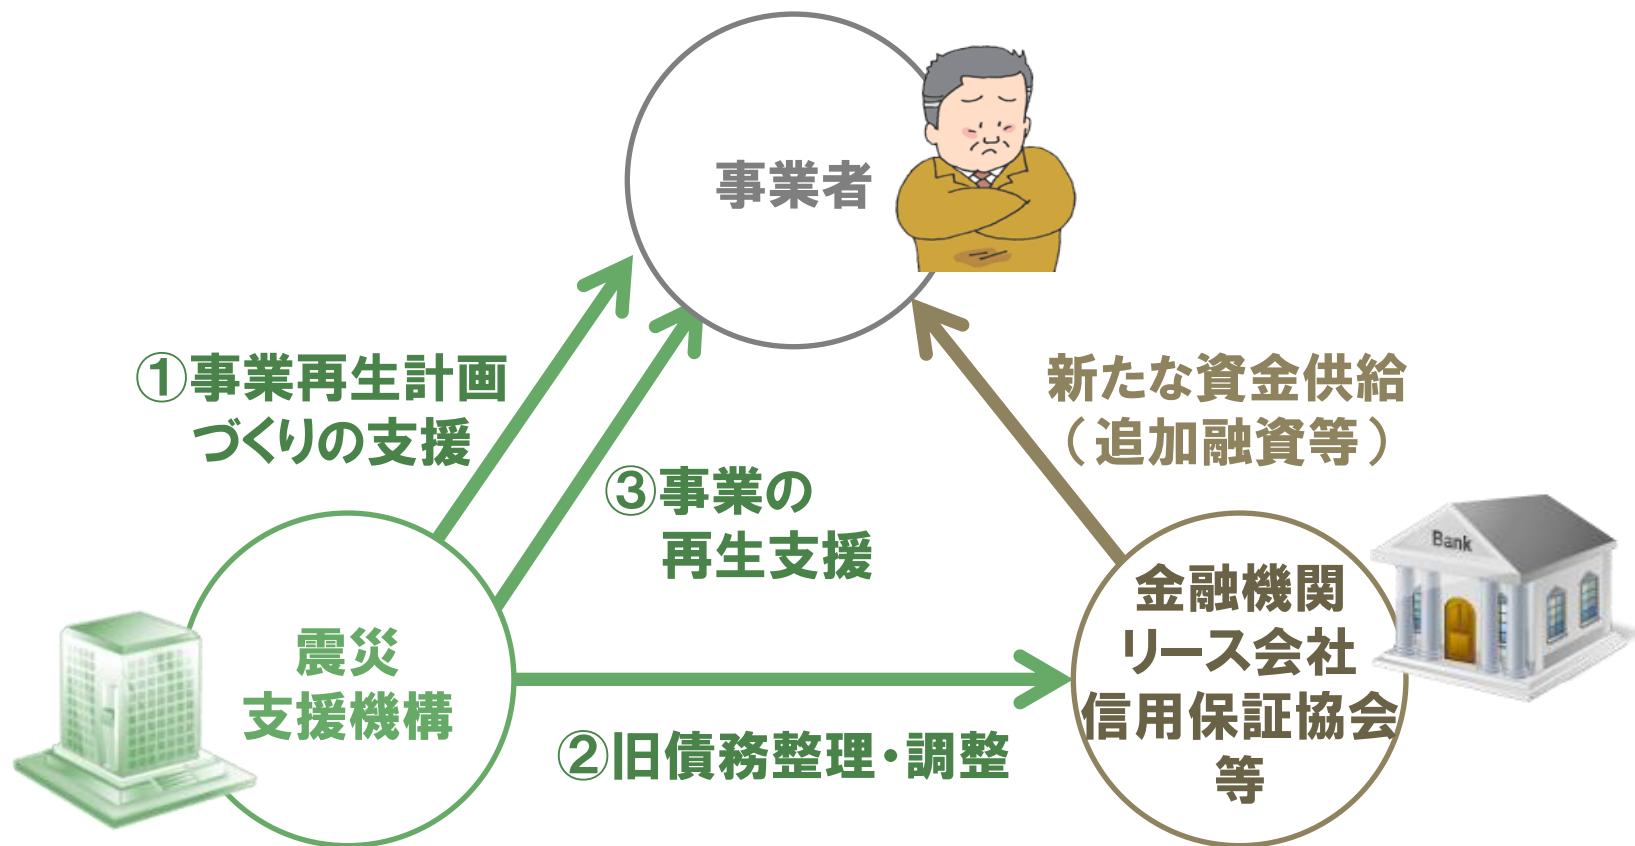 事業者
①事業再生計画
づくりの支援
新たな資金供給
（追加融資等）
③事業の
再生支援
Bank
金融機関
リース会社
信用保証協会
等
震災
支援機構
②旧債務整理・調整